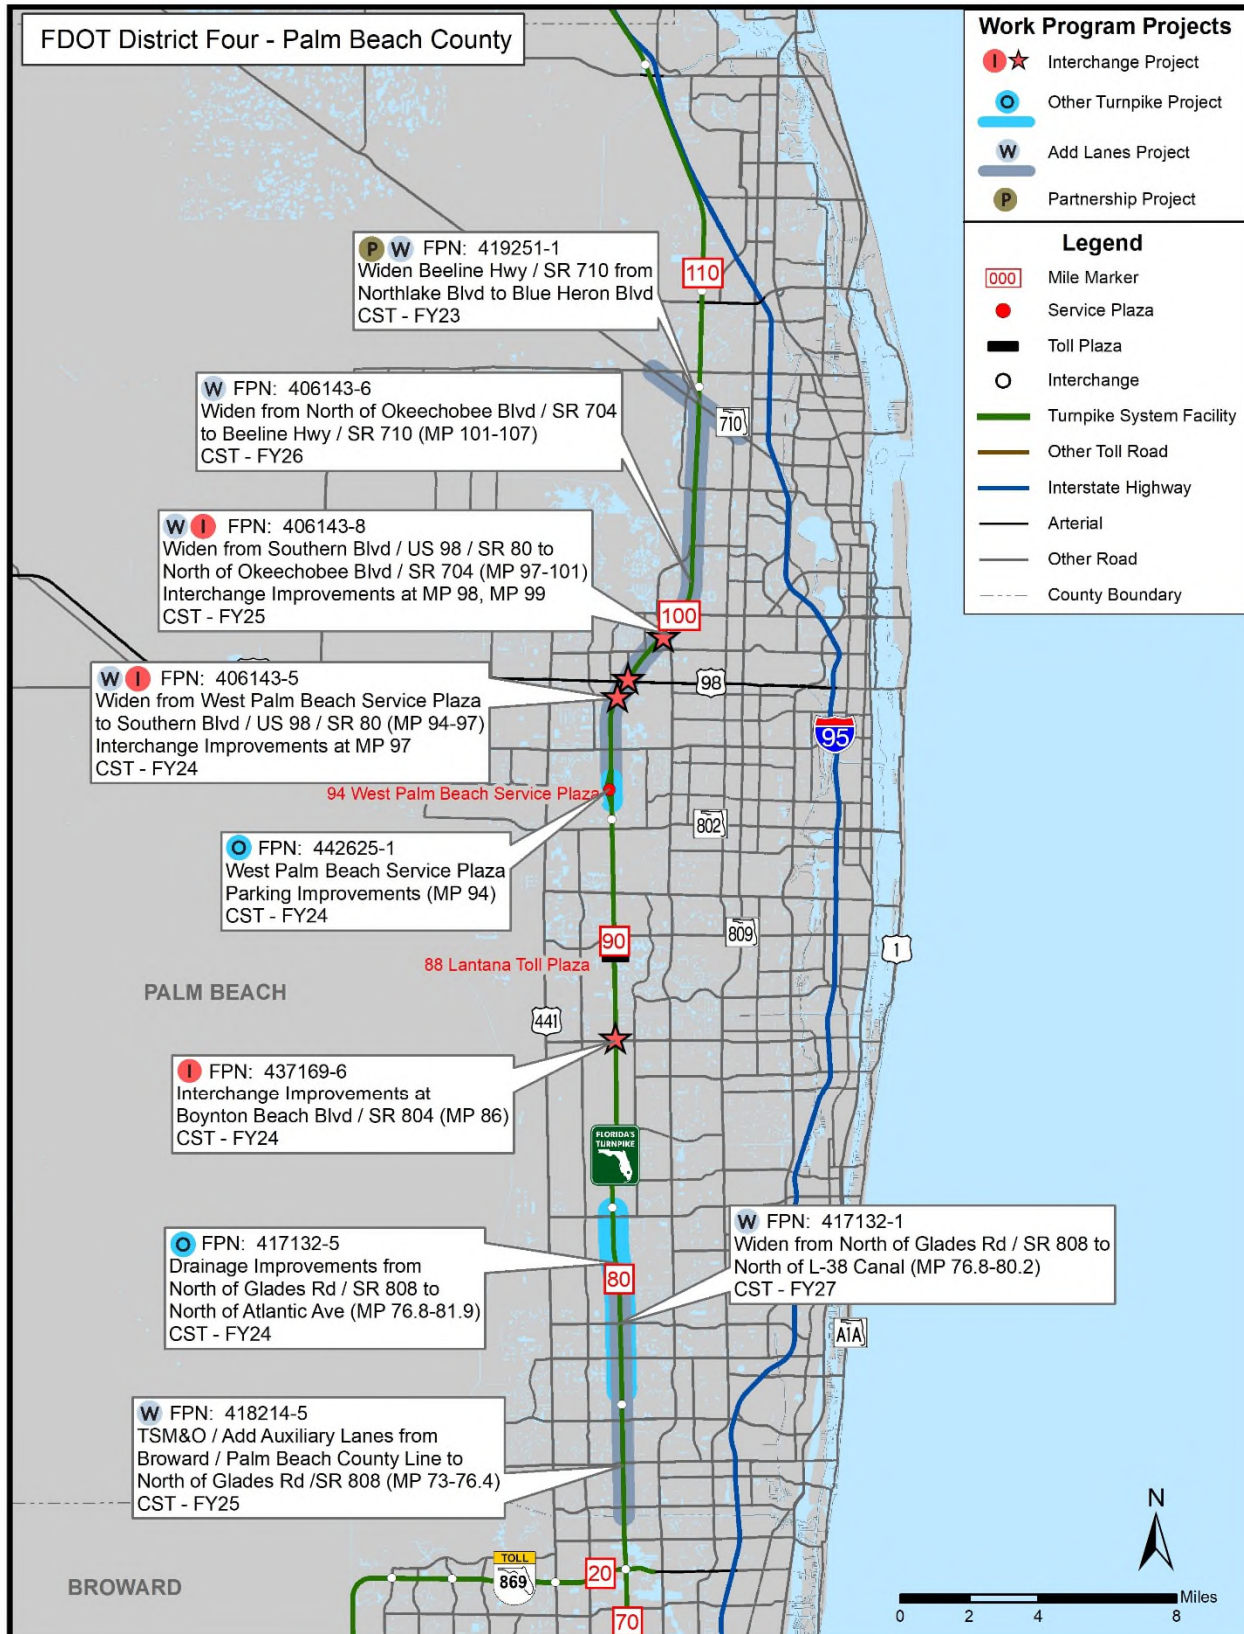 FDOT District Four - Palm Beach County
Work Program Projects
I Interchange Project
O Other Turnpike Project
W Add Lanes Project
P Partnership Project
Legend
000 Mile Marker
Service Plaza
Toll Plaza
Interchange
Turnpike System Facility
Other Toll Road
Interstate Highway
Arterial
Other Road
County Boundary
P W FPN: 419251-1
Widen Beeline Hwy / SR 710 from
Northlake Blvd to Blue Heron Blvd
CST - FY23
110
W FPN: 406143-6
Widen from North of Okeechobee Blvd / SR 704
to Beeline Hwy / SR 710 (MP 101-107)
CST - FY26
710
W I FPN: 406143-8
Widen from Southern Blvd / US 98 / SR 80 to
North of Okeechobee Blvd / SR 704 (MP 97-101)
Interchange Improvements at MP 98, MP 99
CST - FY25
100
W I FPN: 406143-5
Widen from West Palm Beach Service Plaza
to Southern Blvd / US 98 / SR 80 (MP 94-97)
Interchange Improvements at MP 97
CST - FY24
98
95
94 West Palm Beach Service Plaza
802
O FPN: 442625-1
West Palm Beach Service Plaza
Parking Improvements (MP 94)
CST - FY24
809
90
1
88 Lantana Toll Plaza
PALM BEACH
441
I FPN: 437169-6
Interchange Improvements at
Boynton Beach Blvd / SR 804 (MP 86)
CST - FY24
FLORIDA'S
TURNPIKE
O FPN: 417132-5
Drainage Improvements from
North of Glades Rd / SR 808 to
North of Atlantic Ave (MP 76.8-81.9)
CST - FY24
80
W FPN: 417132-1
Widen from North of Glades Rd / SR 808 to
North of L-38 Canal (MP 76.8-80.2)
CST - FY27
A1A
W FPN: 418214-5
TSM&O / Add Auxiliary Lanes from
Broward / Palm Beach County Line to
North of Glades Rd /SR 808 (MP 73-76.4)
CST - FY25
N
BROWARD
TOLL
869
20
70
Miles
0 2 4 8